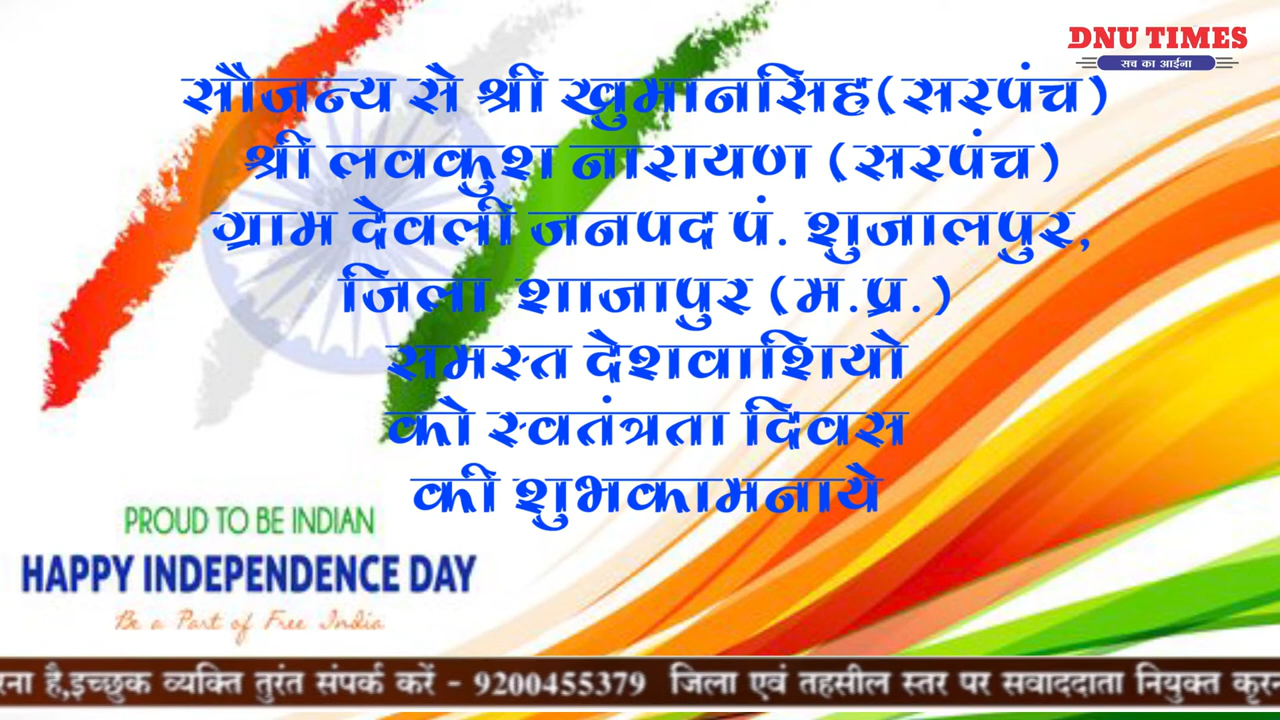 DNU TIMES
सच का आईना
सौजन्य से श्री खुमानसिह(सरपंच)
श्री लवकुश नारायण (सरपंच)
ग्राम देवली जनपद पं. शुजालपुर,
जिला शाजापुर (म.प्र.)
समस्त देशवाशियो
को स्वतंत्रता दिवस
की शुभकामनाये
PROUD TO BE INDIAN
HAPPY INDEPENDENCE DAY
Be a Part of Free India
रना है,इच्छुक व्यक्ति तुरंत संपर्क करें - 9200455379 जिला एवं तहसील स्तर पर सवाददाता नियुक्त करन